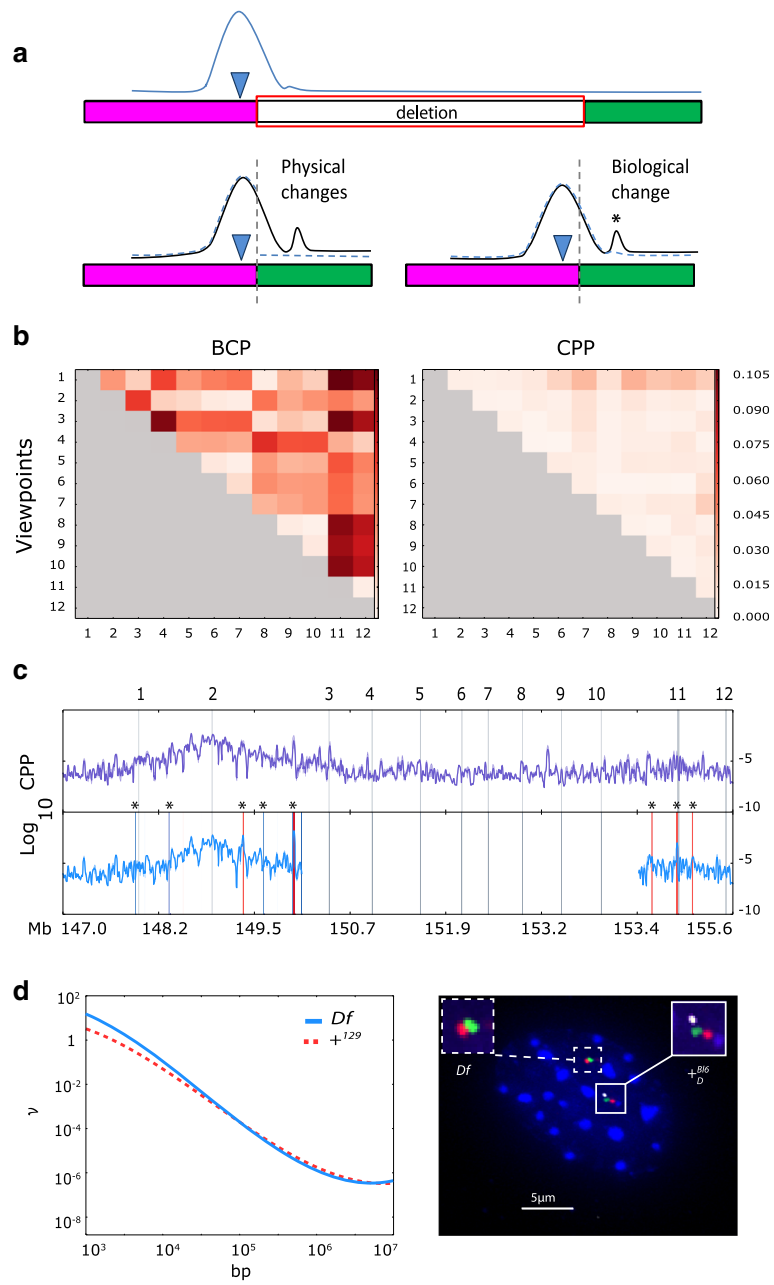 a
deletion
Physical
changes
Biological
change
*
b
BCP
CPP
Viewpoints
1
2
3
4
5
6
7
8
9
10
11
12
1 2 3 4 5 6 7 8 9 10 11 12
1 2 3 4 5 6 7 8 9 10 11 12
0.105
0.090
0.075
0.060
0.045
0.030
0.015
0.000
c
1 2 3 4 5 6 7 8 9 10 11 12
CPP
Log 10
-5
-10
* * * * * * * *
-5
-10
Mb 147.0 148.2 149.5 150.7 151.9 153.2 153.4 155.6
d
10² 
1
10⁻²
10⁻⁴
10⁻⁶
10⁻⁸
ν
Df
+¹²⁹
10³ 10⁴ 10⁵ 10⁶ 10⁷
bp
Df
+ Bl6 D
5μm